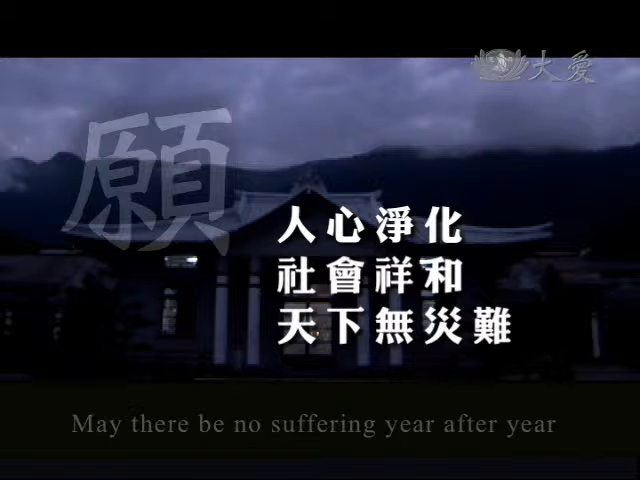 大愛
願
人心淨化
社會祥和
天下無災難
May there be no suffering year after year